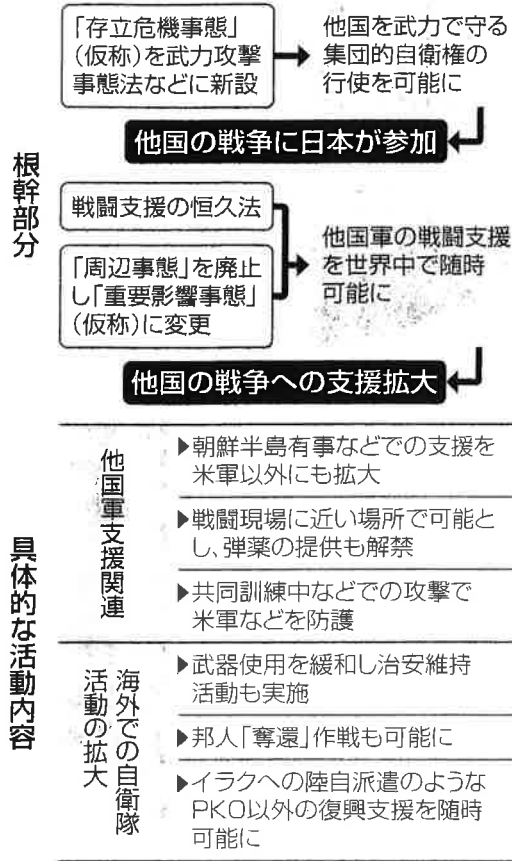 根幹部分
「存立危機事態」
(仮称)を武力攻撃
事態法などに新設
他国を武力で守る
集団的自衛権の
行使を可能に
他国の戦争に日本が参加
戦闘支援の恒久法
「周辺事態」を廃止
し「重要影響事態」
(仮称)に変更
他国軍の戦闘支援
を世界中で随時
可能に
他国の戦争への支援拡大
具体的な活動内容
他国軍支援関連
▶朝鮮半島有事などでの支援を
米軍以外にも拡大
▶戦闘現場に近い場所で可能と
し、弾薬の提供も解禁
▶共同訓練中などでの攻撃で
米軍などを防護
海外での自衛隊
活動の拡大
▶武器使用を緩和し治安維持
活動も実施
▶邦人「奪還」作戦も可能に
▶イラクへの陸自派遣のような
PKO以外の復興支援を随時
可能に